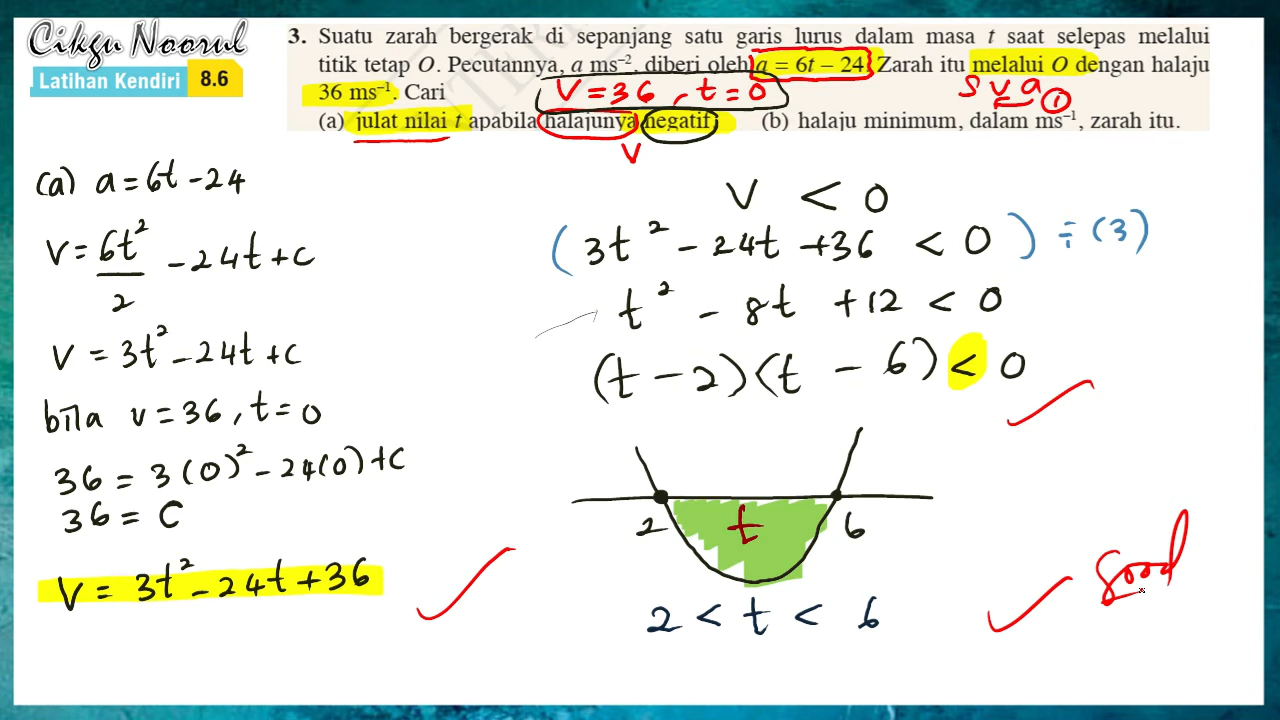 Cikgu Noorul
Latihan Kendiri 8.6
3. Suatu zarah bergerak di sepanjang satu garis lurus dalam masa t saat selepas melalui
titik tetap O. Pecutannya, a ms⁻², diberi oleh a = 6t – 24. Zarah itu melalui O dengan halaju
36 ms⁻¹. Cari
V = 36 , t = 0
s v a ①
(a) julat nilai t apabila halajunya negatif (b) halaju minimum, dalam ms⁻¹, zarah itu.
V
(a) a = 6t - 24
V = 6t²/2 - 24t + c
V = 3t² - 24t + c
bila v = 36 , t = 0
36 = 3(0)² - 24(0) + c
36 = c
V = 3t² - 24t + 36
V < 0
(3t² - 24t + 36 < 0) ÷ (3)
t² - 8t + 12 < 0
(t - 2)(t - 6) < 0
2 t 6
2 < t < 6
Good